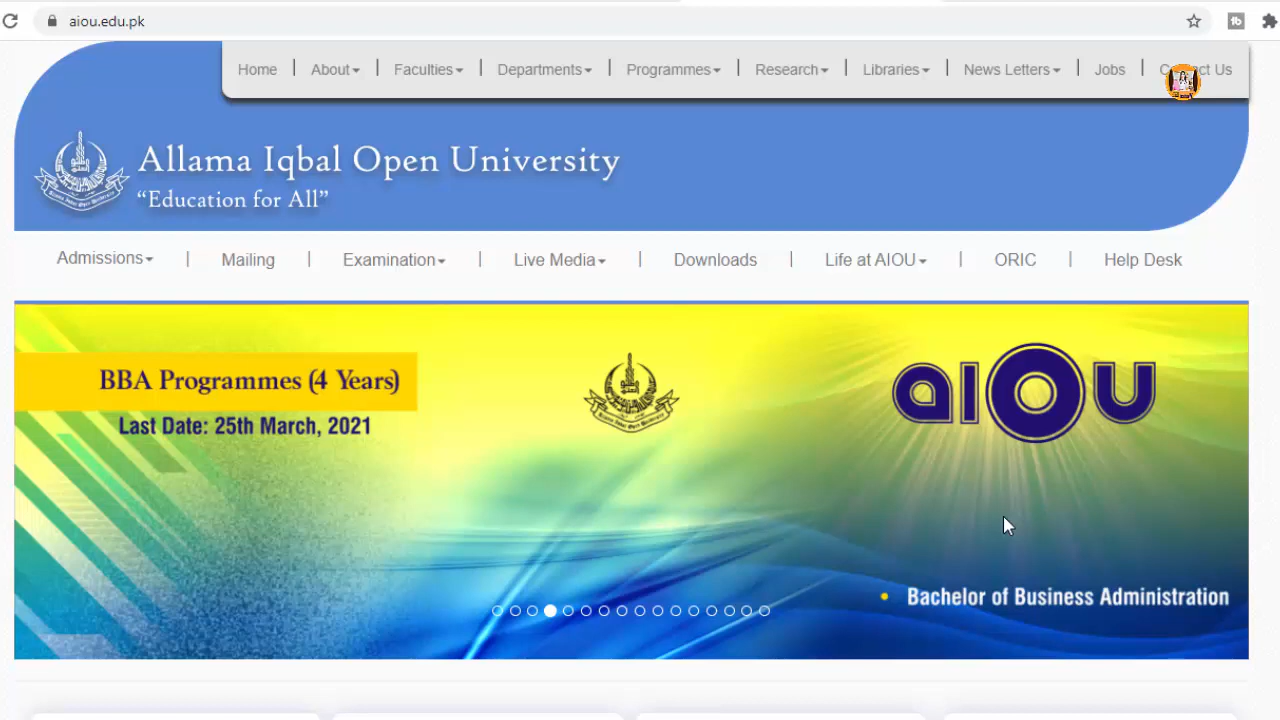 aiou.edu.pk
Home | About | Faculties | Departments | Programmes | Research | Libraries | News Letters | Jobs | Us
Allama Iqbal Open University
“Education for All”
Admissions | Mailing | Examination | Live Media | Downloads | Life at AIOU | ORIC | Help Desk
BBA Programmes (4 Years)
Last Date: 25th March, 2021
aIOU
• Bachelor of Business Administration